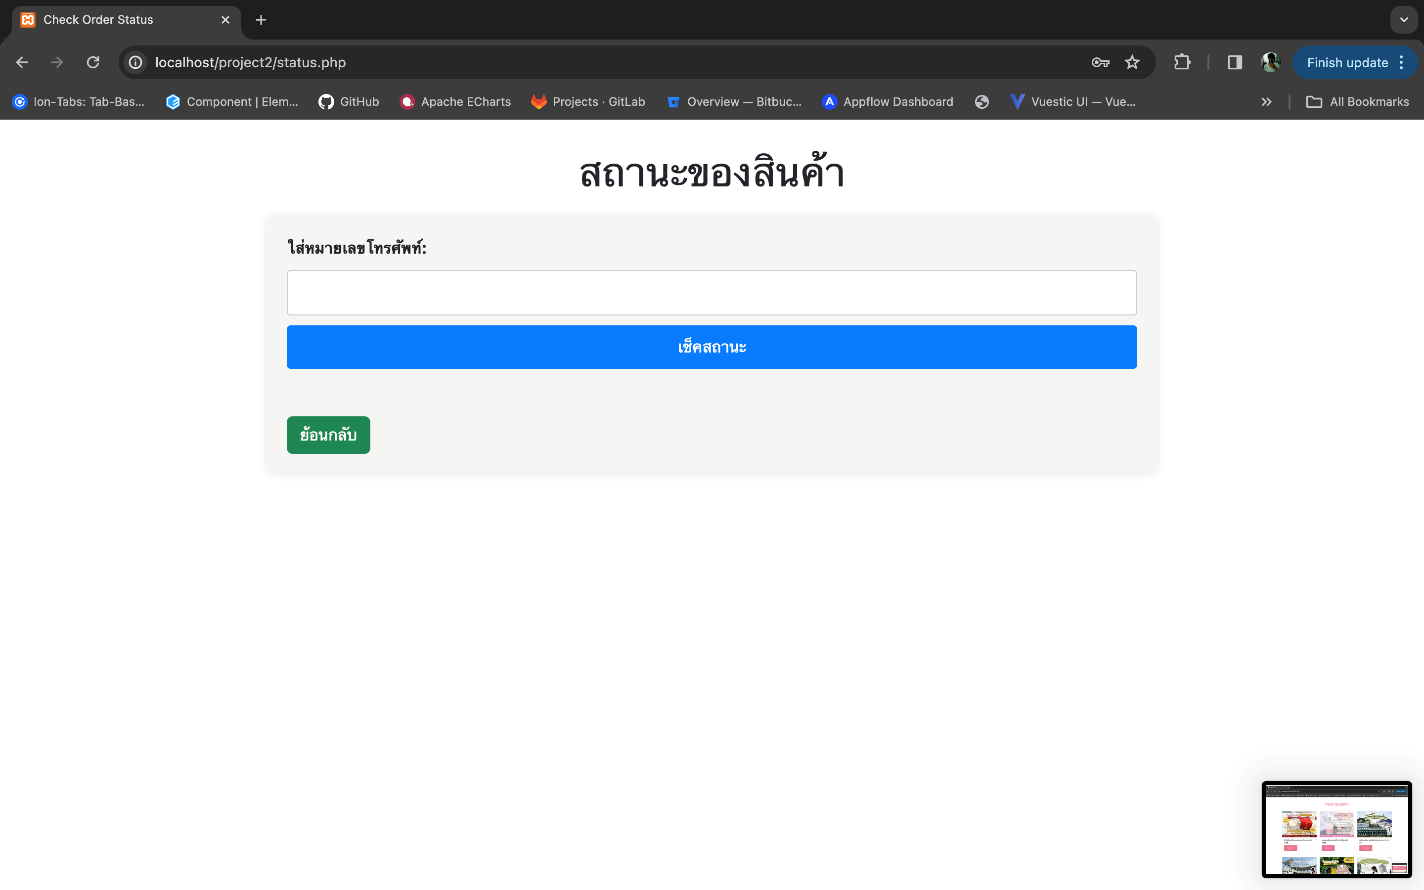 Check Order Status
localhost/project2/status.php
Finish update
Ion-Tabs: Tab-Bas...
Component | Elem...
GitHub
Apache ECharts
Projects · GitLab
Overview — Bitbuc...
Appflow Dashboard
Vuestic UI — Vue...
All Bookmarks
สถานะของสินค้า
ใส่หมายเลขโทรศัพท์:
เช็คสถานะ
ย้อนกลับ
Post update